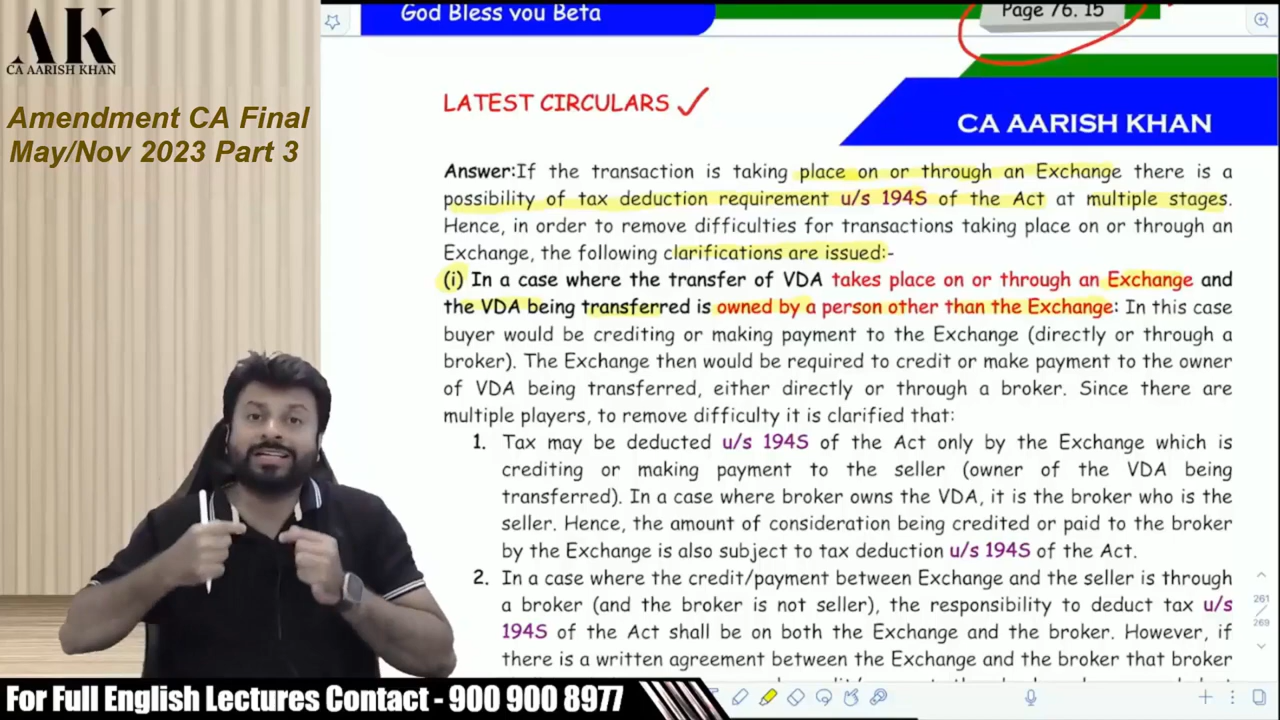 God Bless you Beta
Page 76. 15
AK
CA AARISH KHAN
Amendment CA Final
May/Nov 2023 Part 3
LATEST CIRCULARS
CA AARISH KHAN
Answer:If the transaction is taking place on or through an Exchange there is a
possibility of tax deduction requirement u/s 194S of the Act at multiple stages.
Hence, in order to remove difficulties for transactions taking place on or through an
Exchange, the following clarifications are issued:-
(i) In a case where the transfer of VDA takes place on or through an Exchange and
the VDA being transferred is owned by a person other than the Exchange: In this case
buyer would be crediting or making payment to the Exchange (directly or through a
broker). The Exchange then would be required to credit or make payment to the owner
of VDA being transferred, either directly or through a broker. Since there are
multiple players, to remove difficulty it is clarified that:
1. Tax may be deducted u/s 194S of the Act only by the Exchange which is
crediting or making payment to the seller (owner of the VDA being
transferred). In a case where broker owns the VDA, it is the broker who is the
seller. Hence, the amount of consideration being credited or paid to the broker
by the Exchange is also subject to tax deduction u/s 194S of the Act.
2. In a case where the credit/payment between Exchange and the seller is through
a broker (and the broker is not seller), the responsibility to deduct tax u/s
194S of the Act shall be on both the Exchange and the broker. However, if
there is a written agreement between the Exchange and the broker that broker
261
269
For Full English Lectures Contact - 900 900 8977